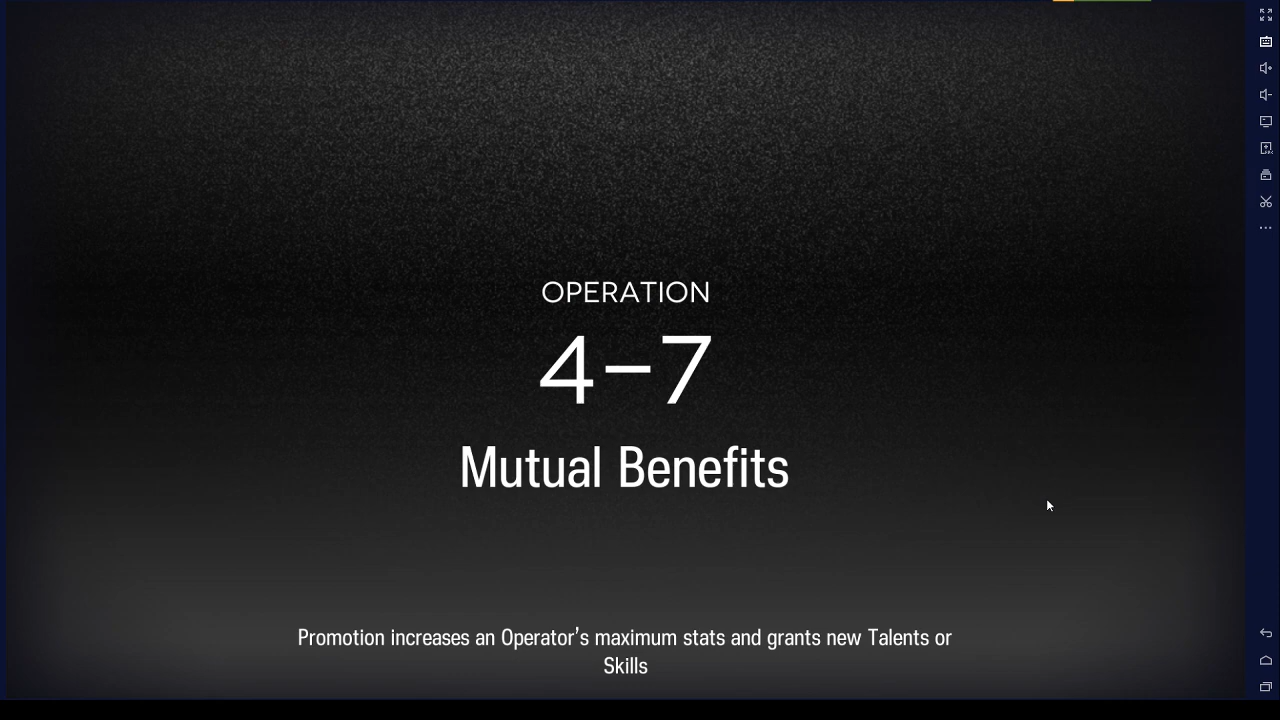 OPERATION
4–7
Mutual Benefits
Promotion increases an Operator's maximum stats and grants new Talents or
Skills